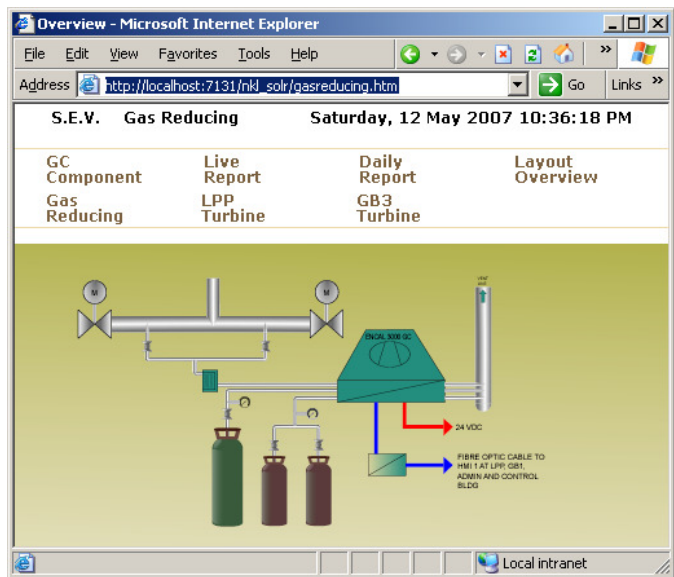 Overview - Microsoft Internet Explorer
File Edit View Favorites Tools Help »
Address http://localhost:7131/nkl_solr/gasreducing.htm Go Links »
S.E.V. Gas Reducing Saturday, 12 May 2007 10:36:18 PM
GC Component
Live Report
Daily Report
Layout Overview
Gas Reducing
LPP Turbine
GB3 Turbine
M
M
ENCAL 3000 GC
24 VDC
FIBRE OPTIC CABLE TO
HMI 1 AT LPP, GB1,
ADMIN AND CONTROL
BLDG
Local intranet